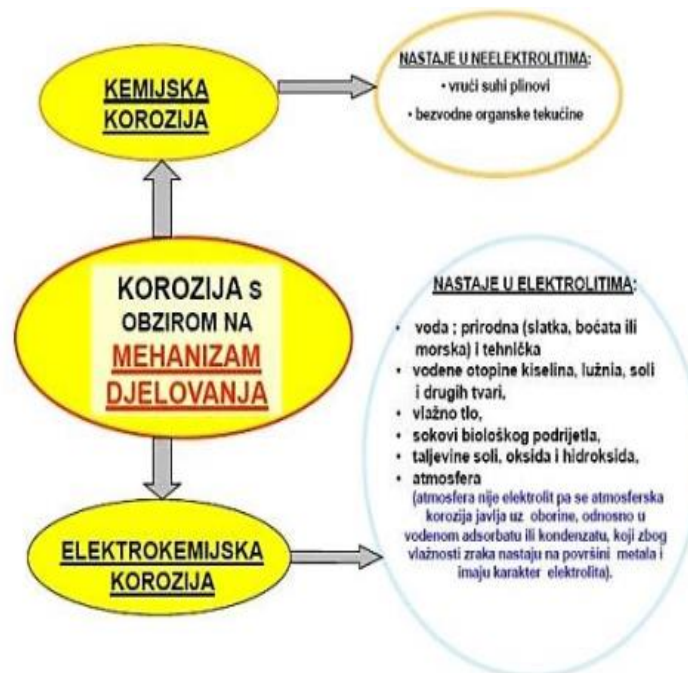 KEMIJSKA
KOROZIJA
NASTAJE U NEELEKTROLITIMA:
• vrući suhi plinovi
• bezvodne organske tekućine
KOROZIJA s
OBZIROM NA
MEHANIZAM
DJELOVANJA
NASTAJE U ELEKTROLITIMA:
• voda ; prirodna (slatka, boćata ili
morska) i tehnička
• vodene otopine kiselina, lužnia, soli
i drugih tvari,
• vlažno tlo,
• sokovi biološkog podrijetla,
• taljevine soli, oksida i hidroksida,
• atmosfera
(atmosfera nije elektrolit pa se atmosferska
korozija javlja uz oborine, odnosno u
vodenom adsorbatu ili kondenzatu, koji zbog
vlažnosti zraka nastaju na površini metala i
imaju karakter elektrolita).
ELEKTROKEMIJSKA
KOROZIJA